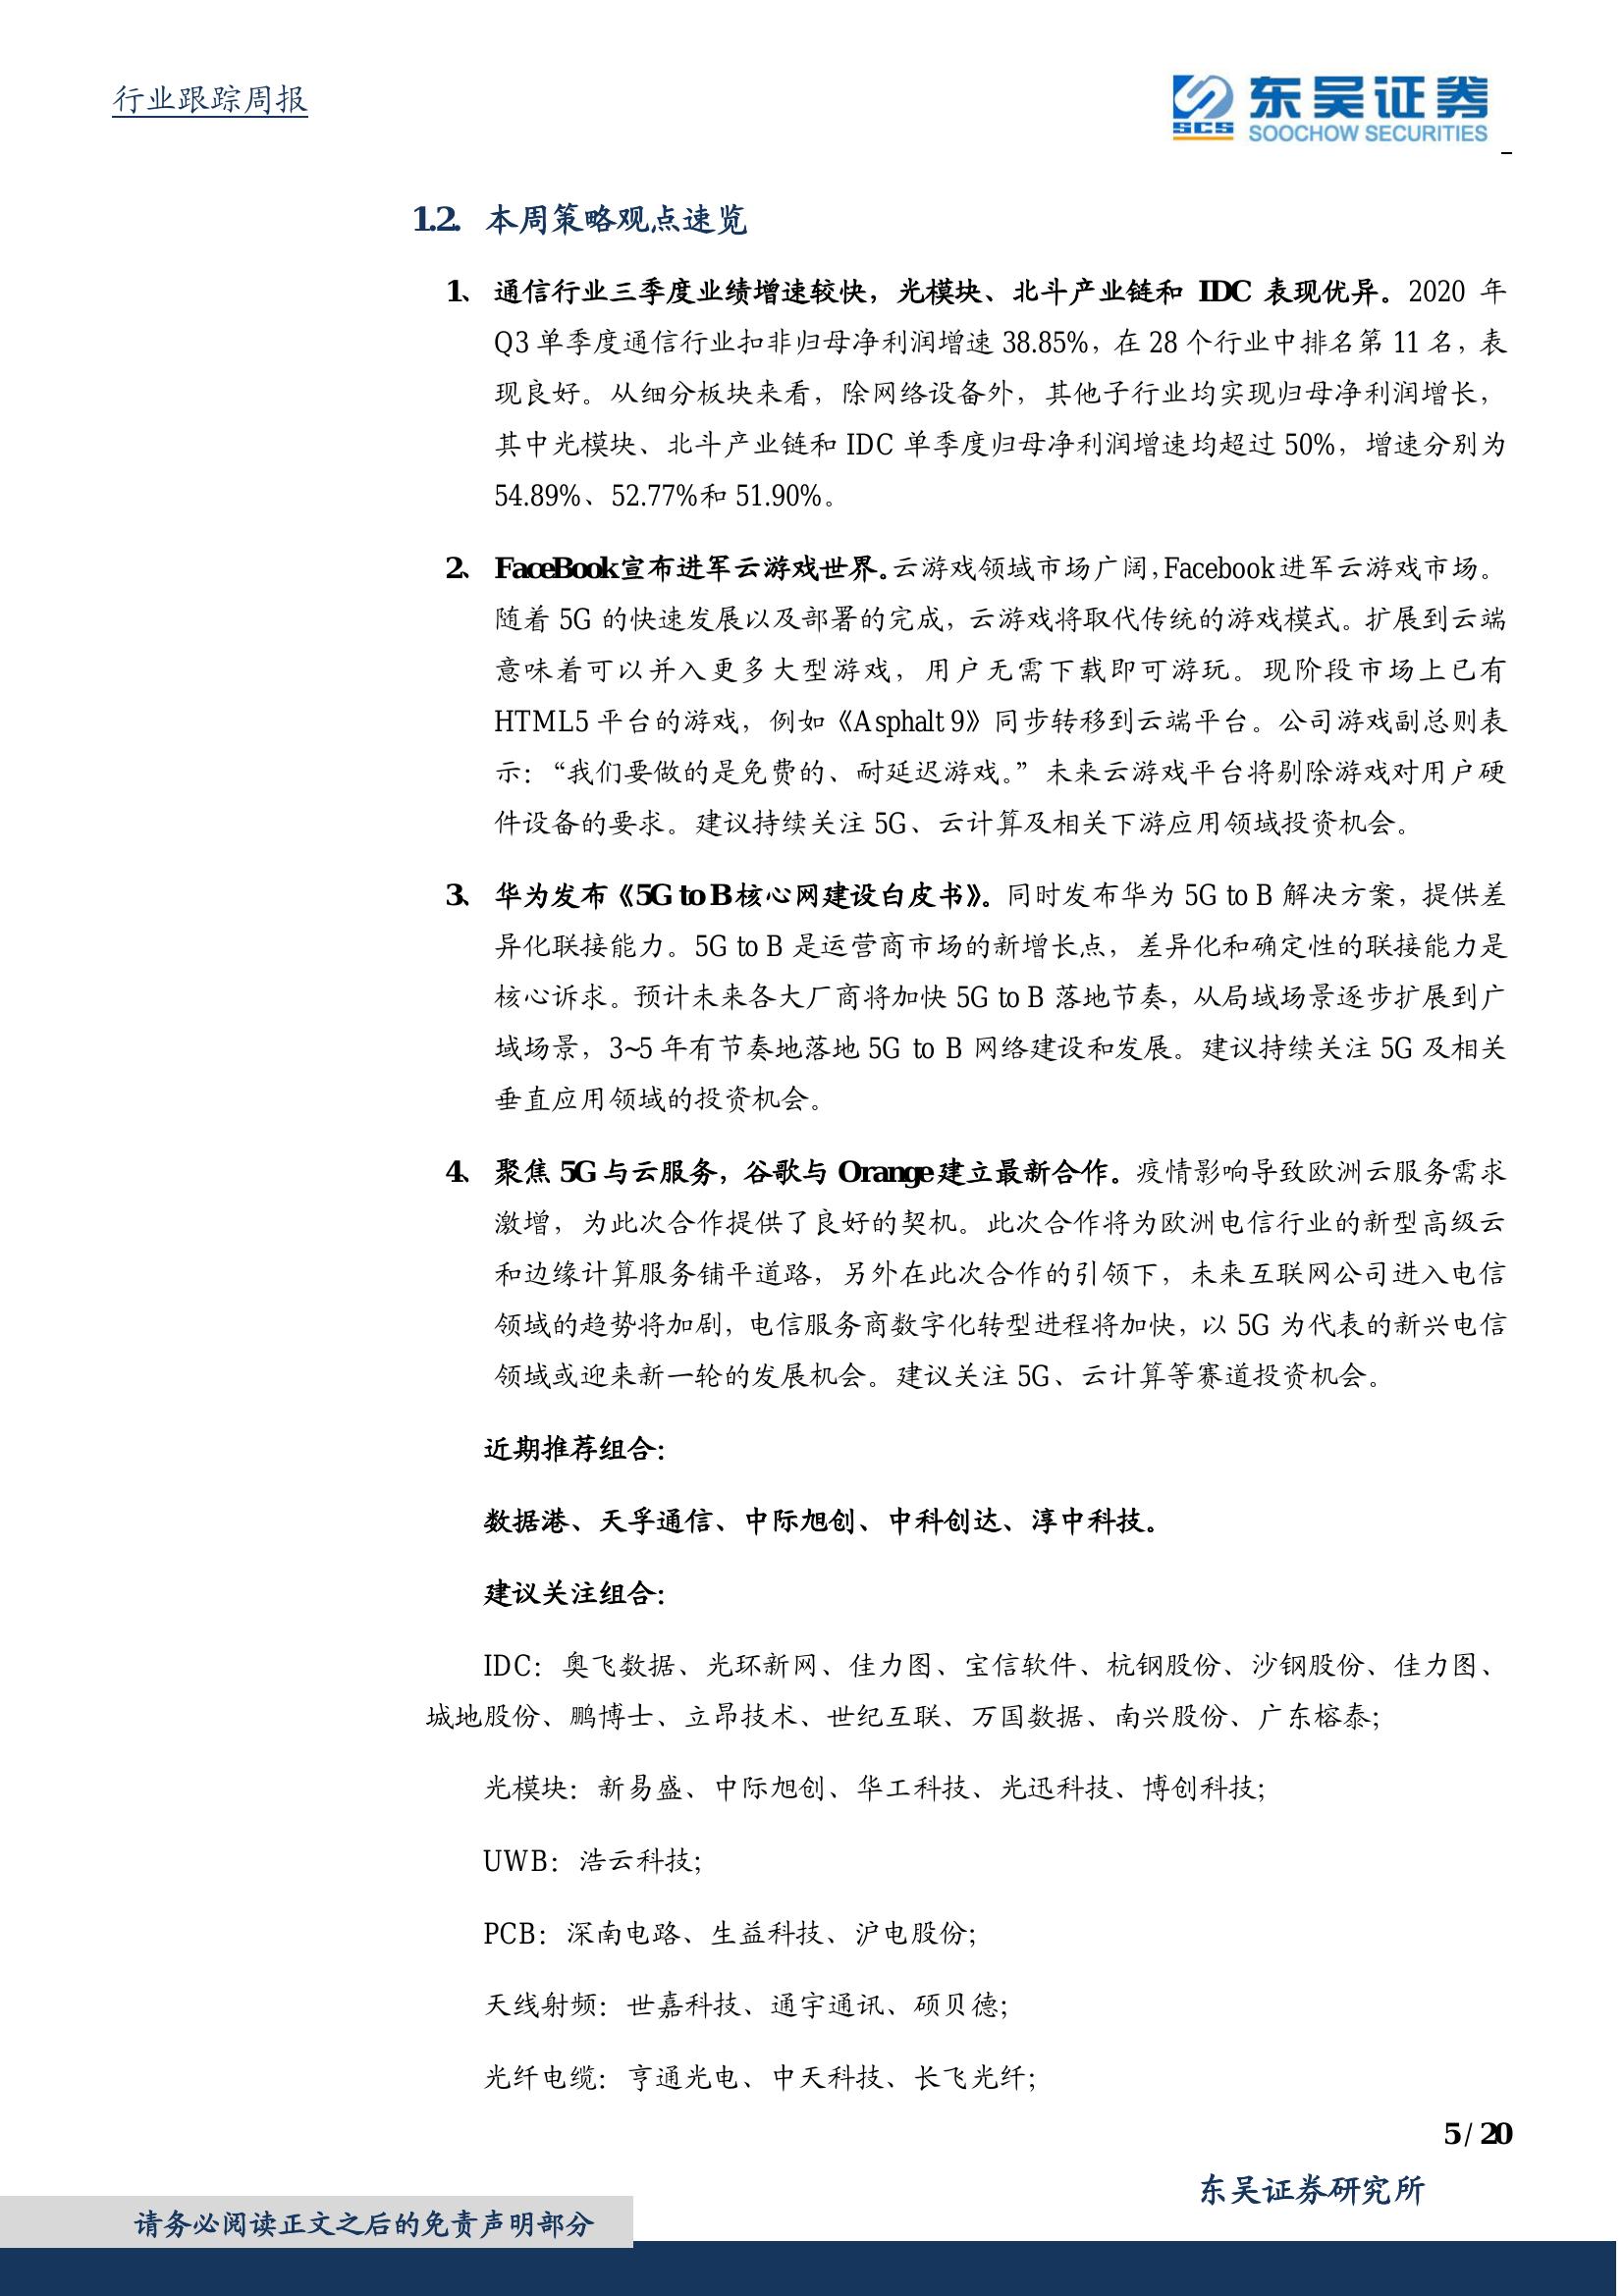 行业跟踪周报
东吴证券
SCS
SOOCHOW SECURITIES
1.2. 本周策略观点速览
1、 通信行业三季度业绩增速较快，光模块、北斗产业链和 IDC 表现优异。2020 年
Q3 单季度通信行业扣非归母净利润增速 38.85%，在 28 个行业中排名第 11 名，表
现良好。从细分板块来看，除网络设备外，其他子行业均实现归母净利润增长，
其中光模块、北斗产业链和 IDC 单季度归母净利润增速均超过 50%，增速分别为
54.89%、52.77%和 51.90%。
2、 FaceBook宣布进军云游戏世界。云游戏领域市场广阔，Facebook进军云游戏市场。
随着 5G 的快速发展以及部署的完成，云游戏将取代传统的游戏模式。扩展到云端
意味着可以并入更多大型游戏，用户无需下载即可游玩。现阶段市场上已有
HTML5 平台的游戏，例如《Asphalt 9》同步转移到云端平台。公司游戏副总则表
示：“我们要做的是免费的、耐延迟游戏。”未来云游戏平台将剔除游戏对用户硬
件设备的要求。建议持续关注 5G、云计算及相关下游应用领域投资机会。
3、 华为发布《5G to B核心网建设白皮书》。同时发布华为 5G to B 解决方案，提供差
异化联接能力。5G to B 是运营商市场的新增长点，差异化和确定性的联接能力是
核心诉求。预计未来各大厂商将加快 5G to B 落地节奏，从局域场景逐步扩展到广
域场景，3~5 年有节奏地落地 5G to B 网络建设和发展。建议持续关注 5G 及相关
垂直应用领域的投资机会。
4、 聚焦 5G 与云服务，谷歌与 Orange建立最新合作。疫情影响导致欧洲云服务需求
激增，为此次合作提供了良好的契机。此次合作将为欧洲电信行业的新型高级云
和边缘计算服务铺平道路，另外在此次合作的引领下，未来互联网公司进入电信
领域的趋势将加剧，电信服务商数字化转型进程将加快，以 5G 为代表的新兴电信
领域或迎来新一轮的发展机会。建议关注 5G、云计算等赛道投资机会。
近期推荐组合：
数据港、天孚通信、中际旭创、中科创达、淳中科技。
建议关注组合：
IDC：奥飞数据、光环新网、佳力图、宝信软件、杭钢股份、沙钢股份、佳力图、
城地股份、鹏博士、立昂技术、世纪互联、万国数据、南兴股份、广东榕泰；
光模块：新易盛、中际旭创、华工科技、光迅科技、博创科技；
UWB：浩云科技；
PCB：深南电路、生益科技、沪电股份；
天线射频：世嘉科技、通宇通讯、硕贝德；
光纤电缆：亨通光电、中天科技、长飞光纤；
5 / 20
东吴证券研究所
请务必阅读正文之后的免责声明部分